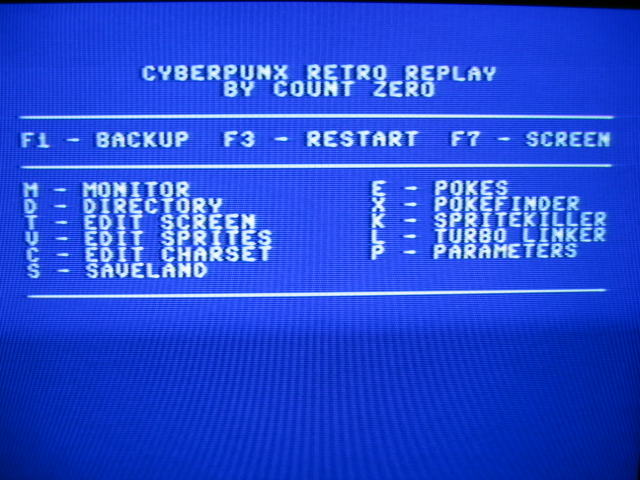 CYBERPUNX RETRO REPLAY
BY COUNT ZERO
F1 - BACKUP F3 - RESTART F7 - SCREEN
M - MONITOR E - POKES
D - DIRECTORY X - POKEFINDER
T - EDIT SCREEN K - SPRITEKILLER
V - EDIT SPRITES L - TURBO LINKER
C - EDIT CHARSET P - PARAMETERS
S - SAVELAND